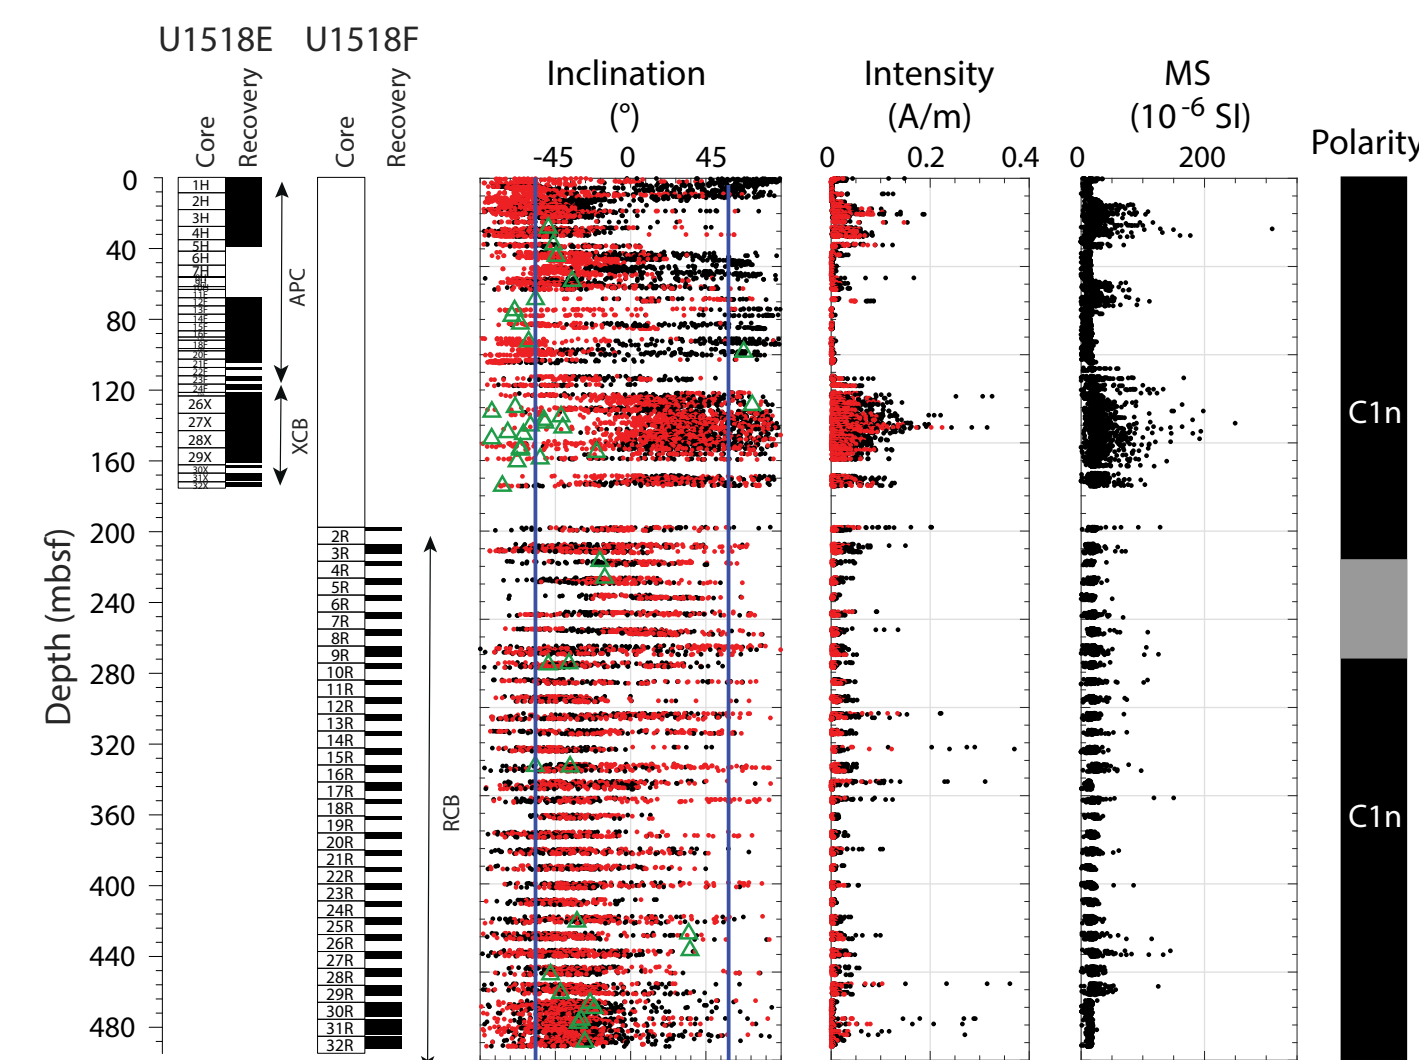 U1518E U1518F
Core Recovery Core Recovery
Inclination (°)
Intensity (A/m)
MS (10⁻⁶ SI)
Polarity
-45 0 45
0 0.2 0.4
0 200
Depth (mbsf)
0
40
80
120
160
200
240
280
320
360
400
440
480
1H
2H
3H
4H
5H
6H
7H
26X
27X
28X
29X
30X
31X
32X
APC
XCB
2R
3R
4R
5R
6R
7R
8R
9R
10R
11R
12R
13R
14R
15R
16R
17R
18R
19R
20R
21R
22R
23R
24R
25R
26R
27R
28R
29R
30R
31R
32R
RCB
C1n
C1n